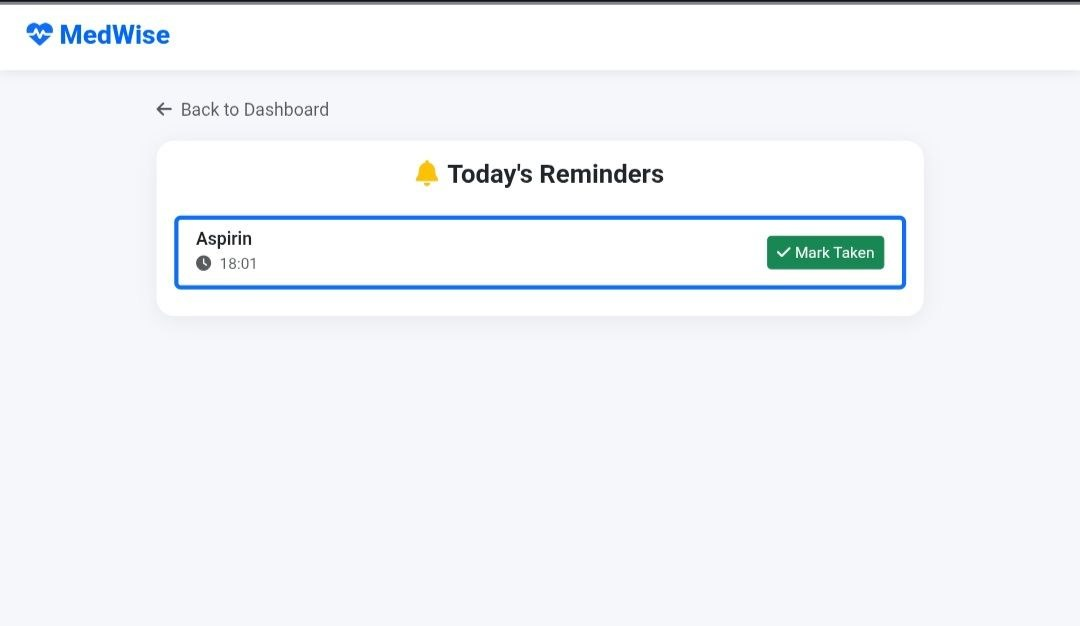 MedWise
Back to Dashboard
Today's Reminders
Aspirin
18:01
Mark Taken